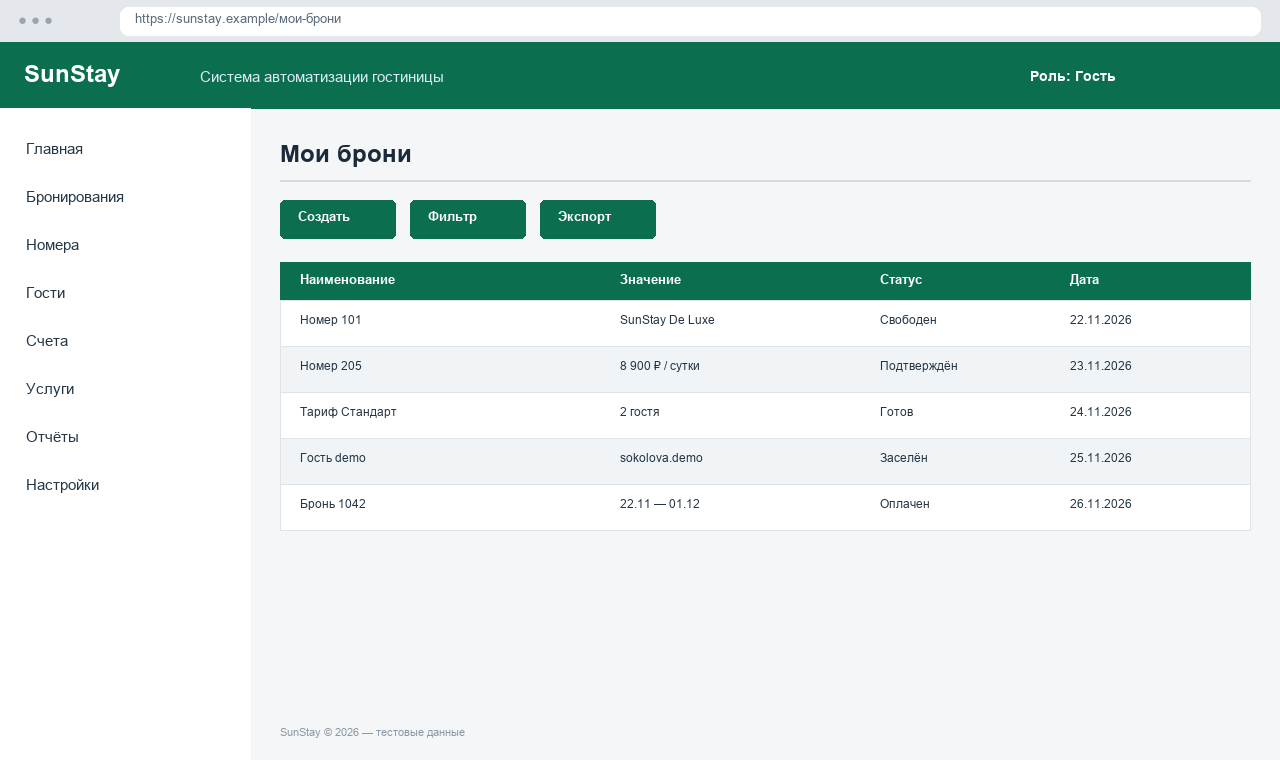 https://sunstay.example/мои-брони
SunStay Система автоматизации гостиницы Роль: Гость
Главная
Бронирования
Номера
Гости
Счета
Услуги
Отчёты
Настройки
Мои брони
Создать Фильтр Экспорт
Наименование Значение Статус Дата
Номер 101 SunStay De Luxe Свободен 22.11.2026
Номер 205 8 900 ₽ / сутки Подтверждён 23.11.2026
Тариф Стандарт 2 гостя Готов 24.11.2026
Гость demo sokolova.demo Заселён 25.11.2026
Бронь 1042 22.11 — 01.12 Оплачен 26.11.2026
SunStay © 2026 — тестовые данные